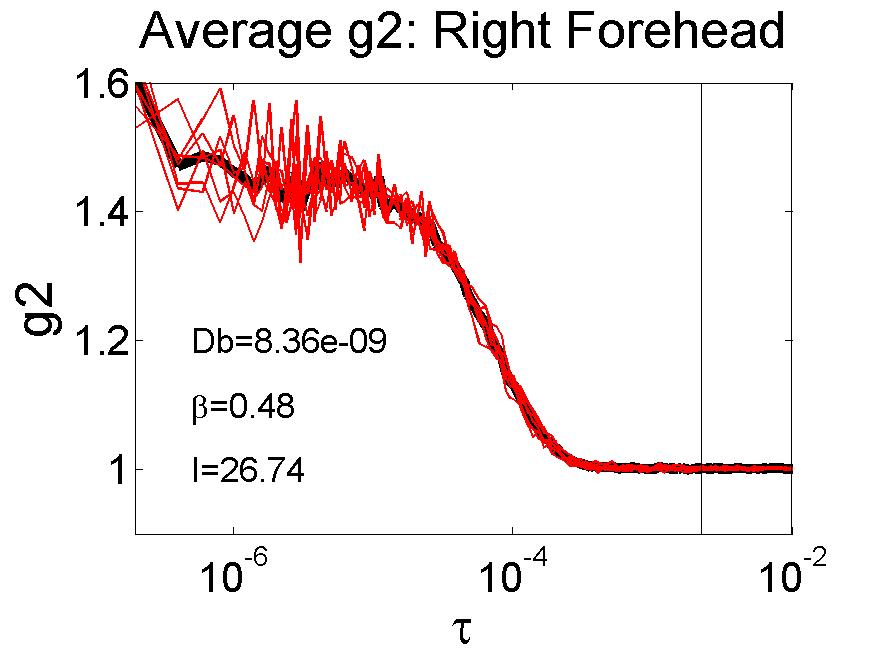 Average g2: Right Forehead
1.6
1.4
1.2
1
g2
Db=8.36e-09
β=0.48
I=26.74
10^-6
10^-4
10^-2
τ